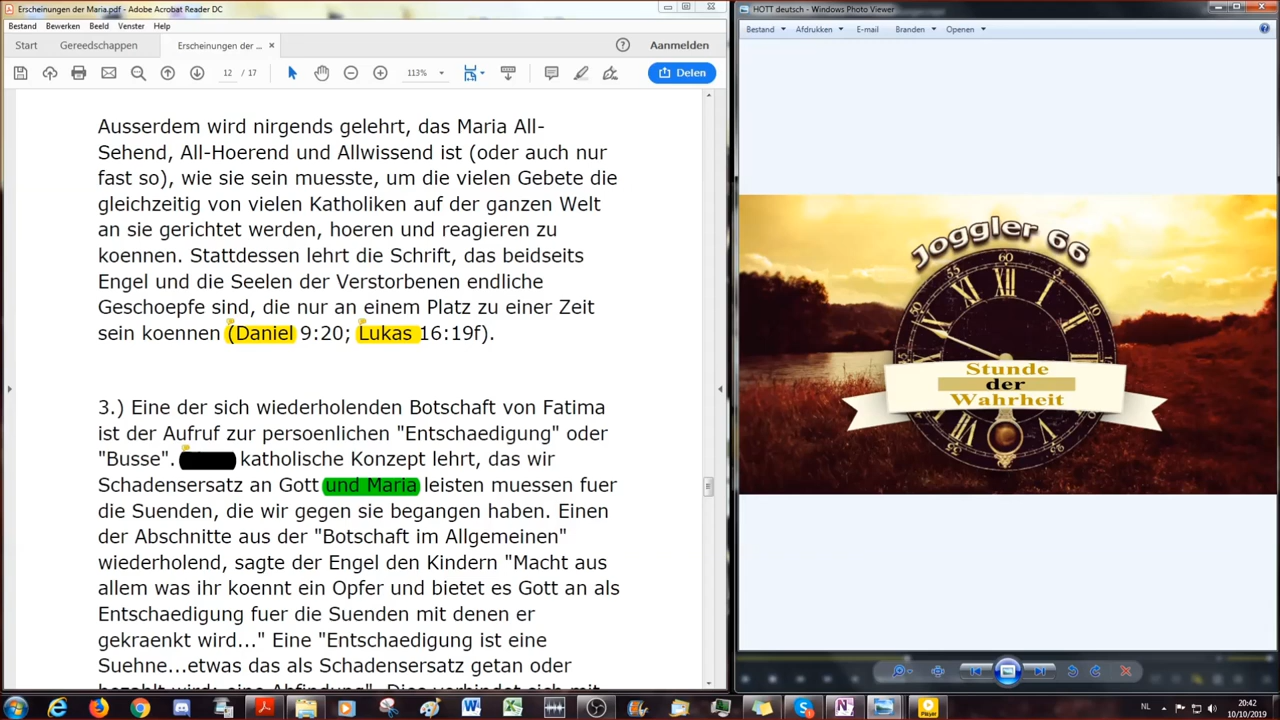 Erscheinungen der Maria.pdf - Adobe Acrobat Reader DC
Bestand Bewerken Beeld Venster Help
Start Gereedschappen Erscheinungen der ... × ? Aanmelden
12 / 17 113% Delen
Ausserdem wird nirgends gelehrt, das Maria All-
Sehend, All-Hoerend und Allwissend ist (oder auch nur
fast so), wie sie sein muesste, um die vielen Gebete die
gleichzeitig von vielen Katholiken auf der ganzen Welt
an sie gerichtet werden, hoeren und reagieren zu
koennen. Stattdessen lehrt die Schrift, das beidseits
Engel und die Seelen der Verstorbenen endliche
Geschoepfe sind, die nur an einem Platz zu einer Zeit
sein koennen (Daniel 9:20; Lukas 16:19f).
3.) Eine der sich wiederholenden Botschaft von Fatima
ist der Aufruf zur persoenlichen "Entschaedigung" oder
"Busse". katholische Konzept lehrt, das wir
Schadensersatz an Gott und Maria leisten muessen fuer
die Suenden, die wir gegen sie begangen haben. Einen
der Abschnitte aus der "Botschaft im Allgemeinen"
wiederholend, sagte der Engel den Kindern "Macht aus
allem was ihr koennt ein Opfer und bietet es Gott an als
Entschaedigung fuer die Suenden mit denen er
gekraenkt wird..." Eine "Entschaedigung ist eine
Suehne...etwas das als Schadensersatz getan oder
HOTT deutsch - Windows Photo Viewer
Bestand Afdrukken E-mail Branden Openen
Joggler 66
55 60 5
XII
Stunde
der
Wahrheit
Player
NL 20:42
10/10/2019